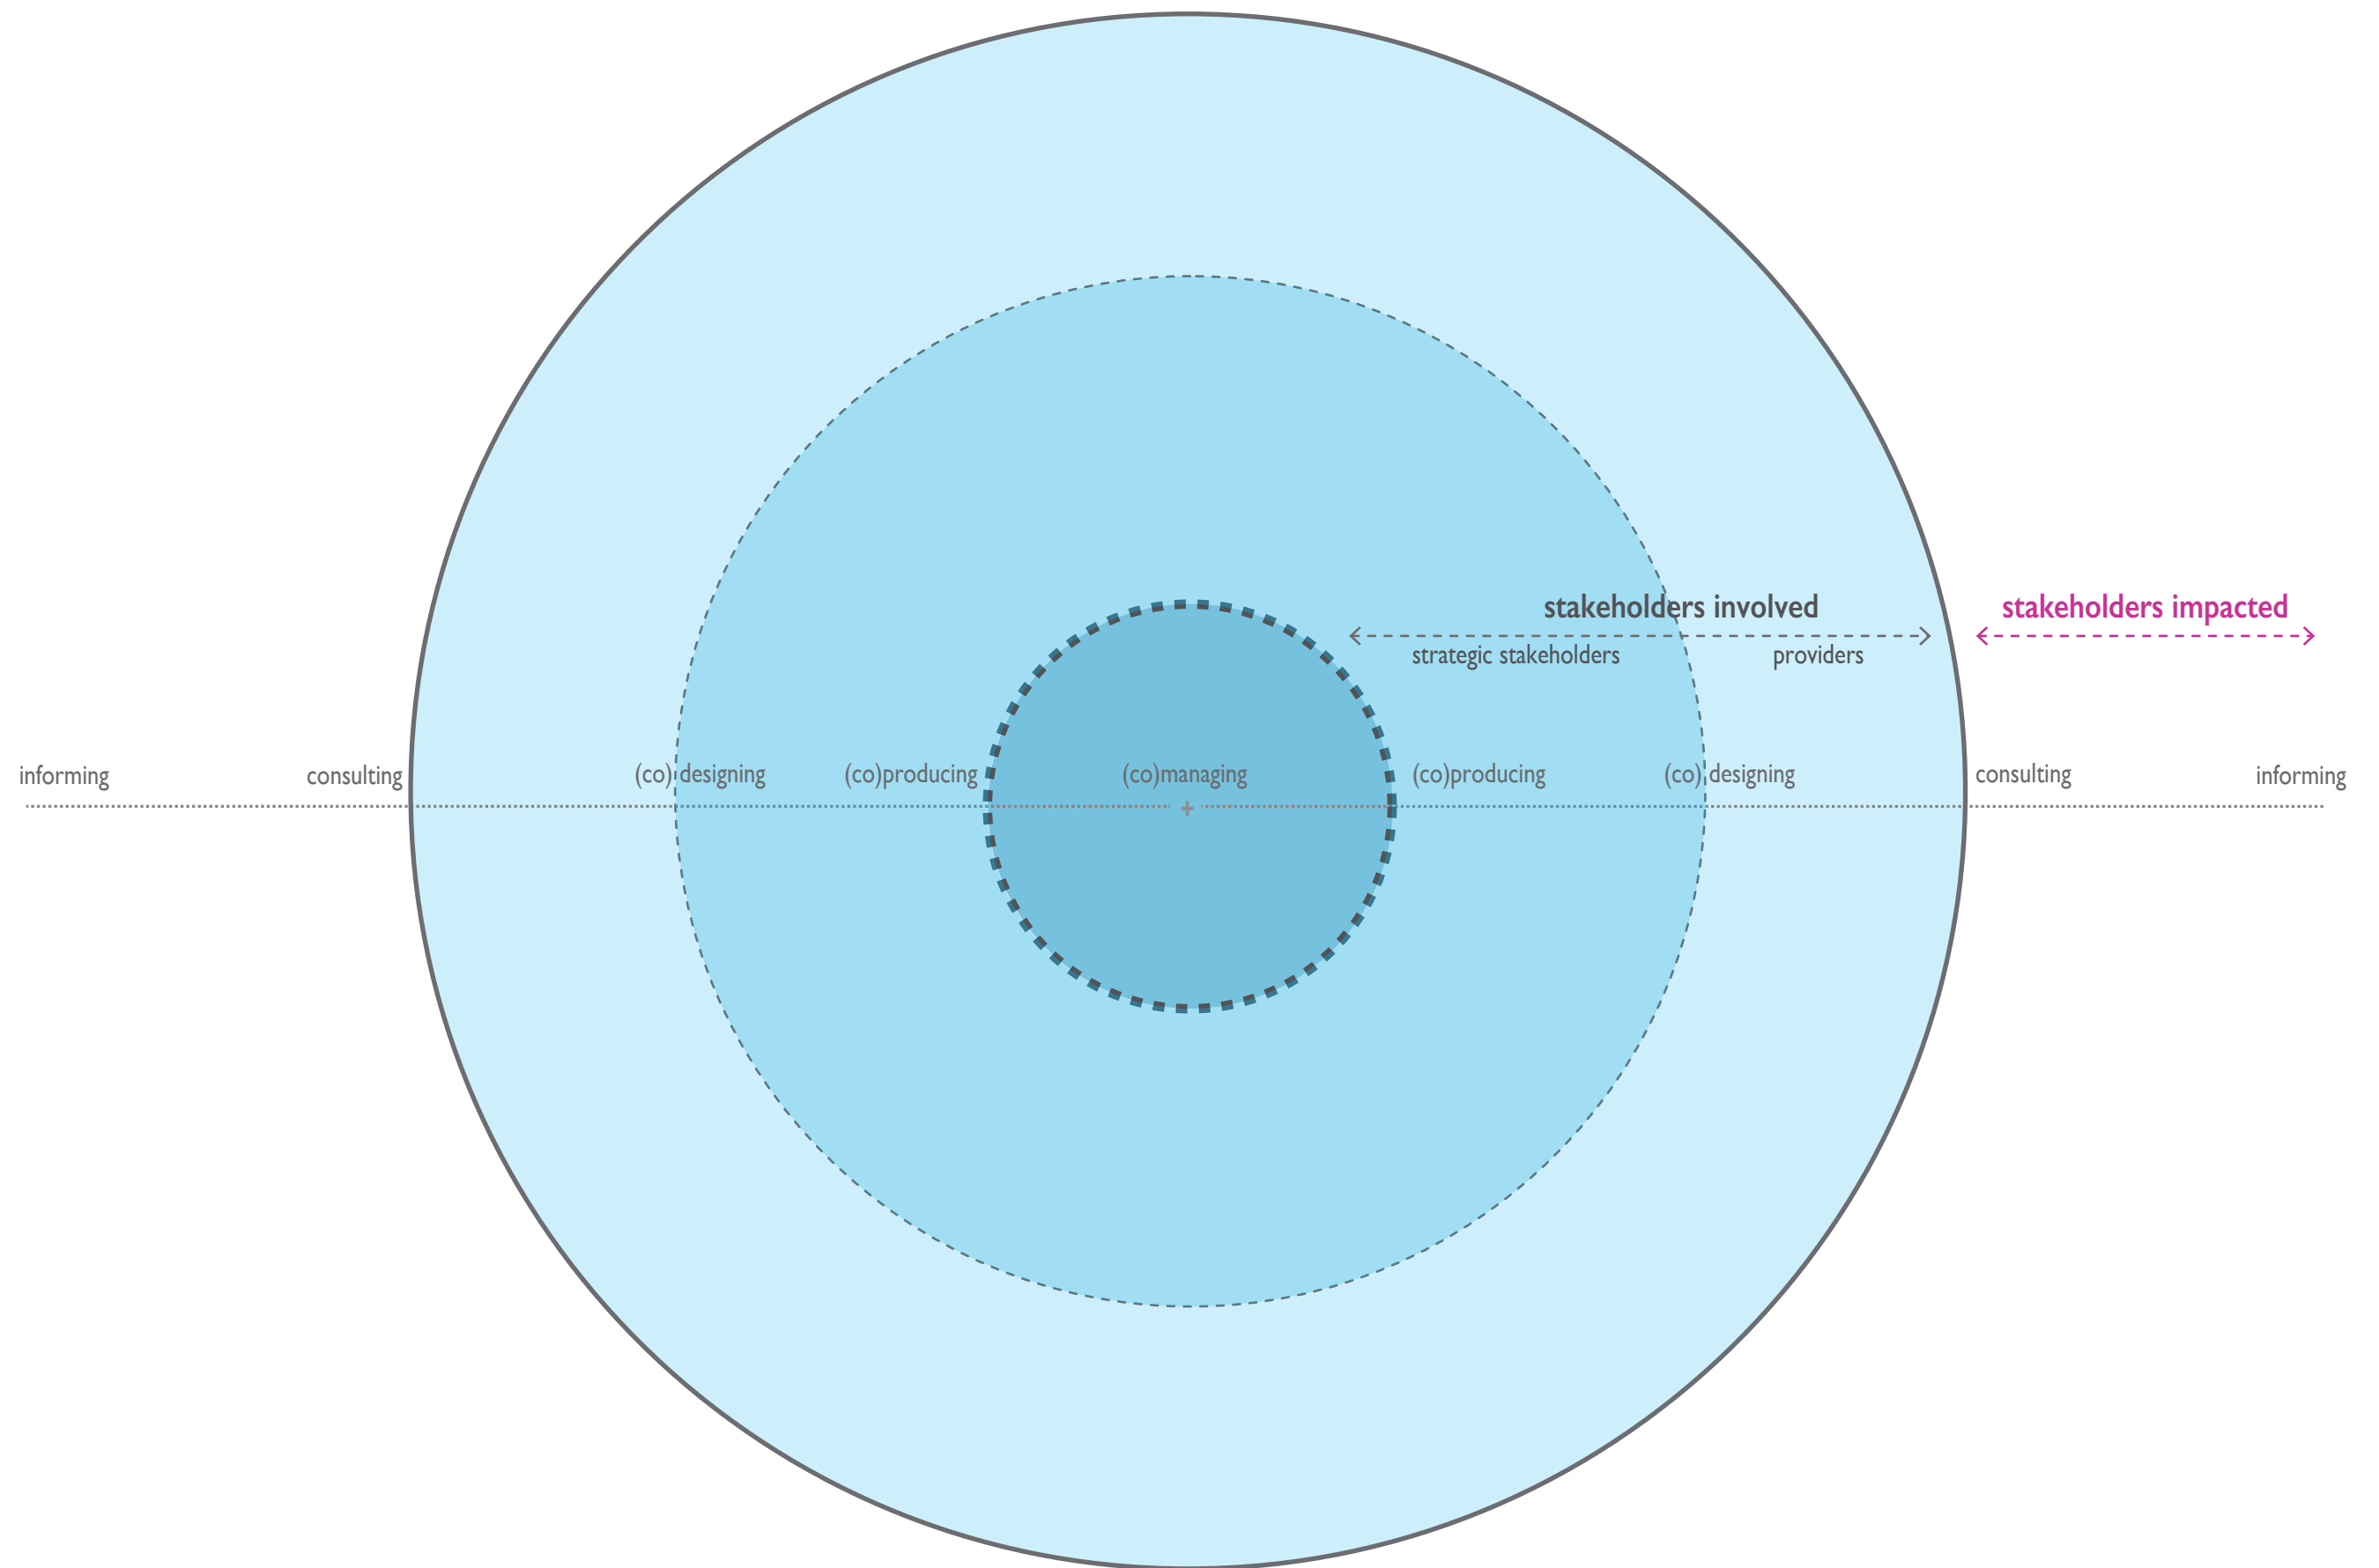 stakeholders involved
stakeholders impacted
strategic stakeholders
providers
informing
consulting
(co) designing
(co)producing
(co)managing
(co)producing
(co) designing
consulting
informing
+